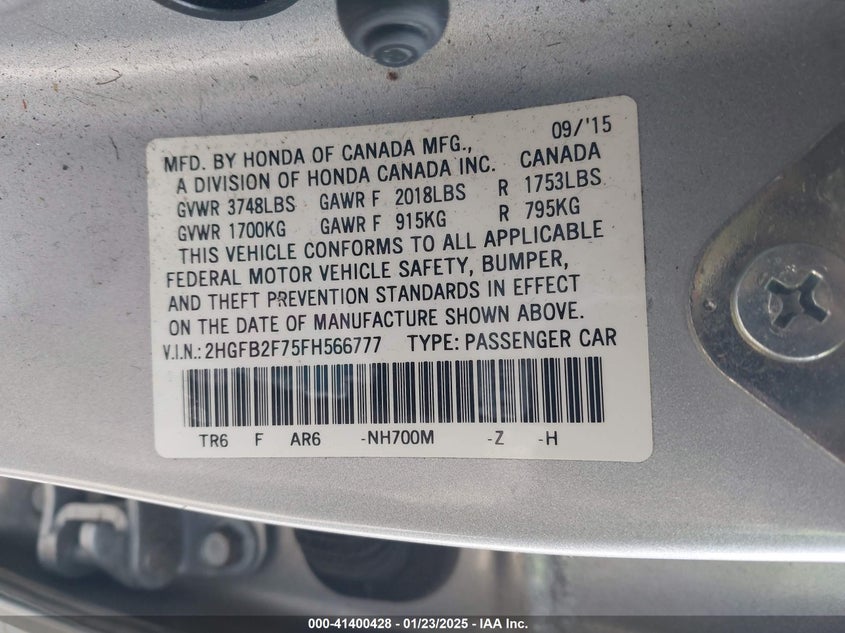 09/'15
MFD. BY HONDA OF CANADA MFG.,
A DIVISION OF HONDA CANADA INC. CANADA
GVWR 3748LBS GAWR F 2018LBS R 1753LBS
GVWR 1700KG GAWR F 915KG R 795KG
THIS VEHICLE CONFORMS TO ALL APPLICABLE
FEDERAL MOTOR VEHICLE SAFETY, BUMPER,
AND THEFT PREVENTION STANDARDS IN EFFECT
ON THE DATE OF MANUFACTURE SHOWN ABOVE.
V.I.N.: 2HGFB2F75FH566777 TYPE: PASSENGER CAR
TR6 F AR6 -NH700M -Z -H
000-41400428 - 01/23/2025 - IAA Inc.